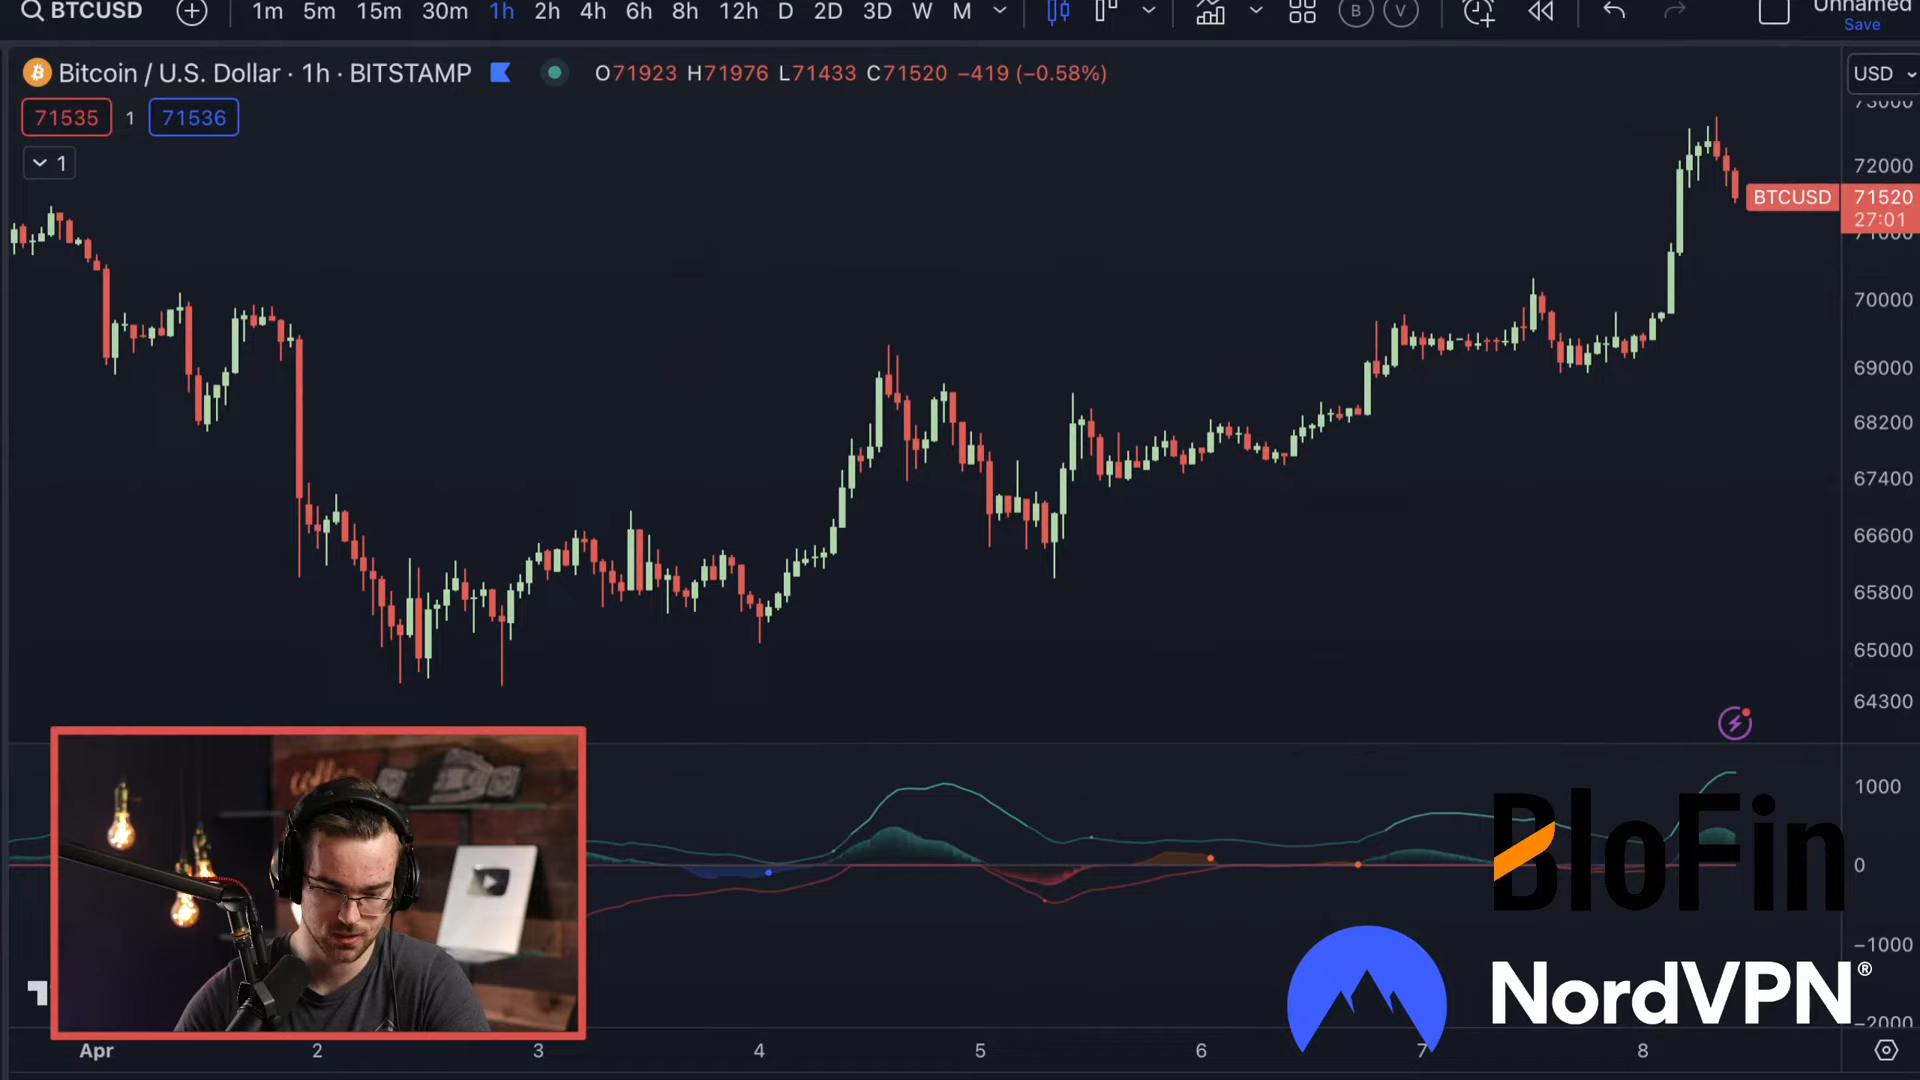 BTCUSD 1m 5m 15m 30m 1h 2h 4h 6h 8h 12h D 2D 3D W M B V Unnamed
Save
Bitcoin / U.S. Dollar · 1h · BITSTAMP O71923 H71976 L71433 C71520 −419 (−0.58%) USD
73000
71535 1 71536
1
72000
BTCUSD 71520
27:01
71000
70000
69000
68200
67400
66600
65800
65000
64300
1000
BloFin
0
−1000
NordVPN®
−2000
Apr 2 3 4 5 6 7 8